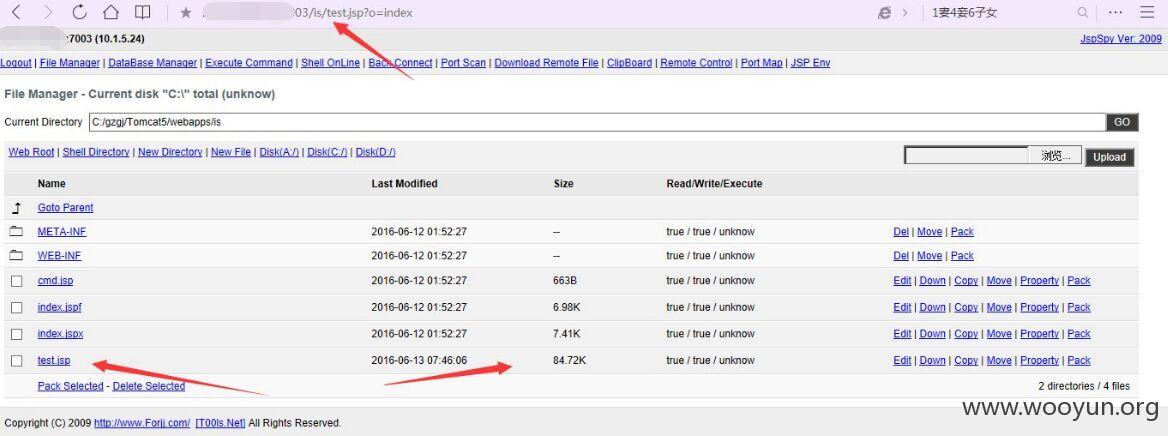 03/is/test.jsp?o=index 1妻4妾6子女
:7003 (10.1.5.24) JspSpy Ver: 2009
Logout | File Manager | DataBase Manager | Execute Command | Shell OnLine | Back Connect | Port Scan | Download Remote File | ClipBoard | Remote Control | Port Map | JSP Env
File Manager - Current disk "C:\" total (unknow)
Current Directory C:/gzgj/Tomcat5/webapps/is GO
Web Root | Shell Directory | New Directory | New File | Disk(A:/) | Disk(C:/) | Disk(D:/) 浏览... Upload
Name Last Modified Size Read/Write/Execute
Goto Parent
META-INF 2016-06-12 01:52:27 -- true / true / unknow Del | Move | Pack
WEB-INF 2016-06-12 01:52:27 -- true / true / unknow Del | Move | Pack
cmd.jsp 2016-06-12 01:52:27 663B true / true / unknow Edit | Down | Copy | Move | Property | Pack
index.jspf 2016-06-12 01:52:27 6.98K true / true / unknow Edit | Down | Copy | Move | Property | Pack
index.jspx 2016-06-12 01:52:27 7.41K true / true / unknow Edit | Down | Copy | Move | Property | Pack
test.jsp 2016-06-13 07:46:06 84.72K true / true / unknow Edit | Down | Copy | Move | Property | Pack
Pack Selected - Delete Selected 2 directories / 4 files
Copyright (C) 2009 http://www.Forjj.com/ [T00ls.Net] All Rights Reserved.
www.wooyun.org